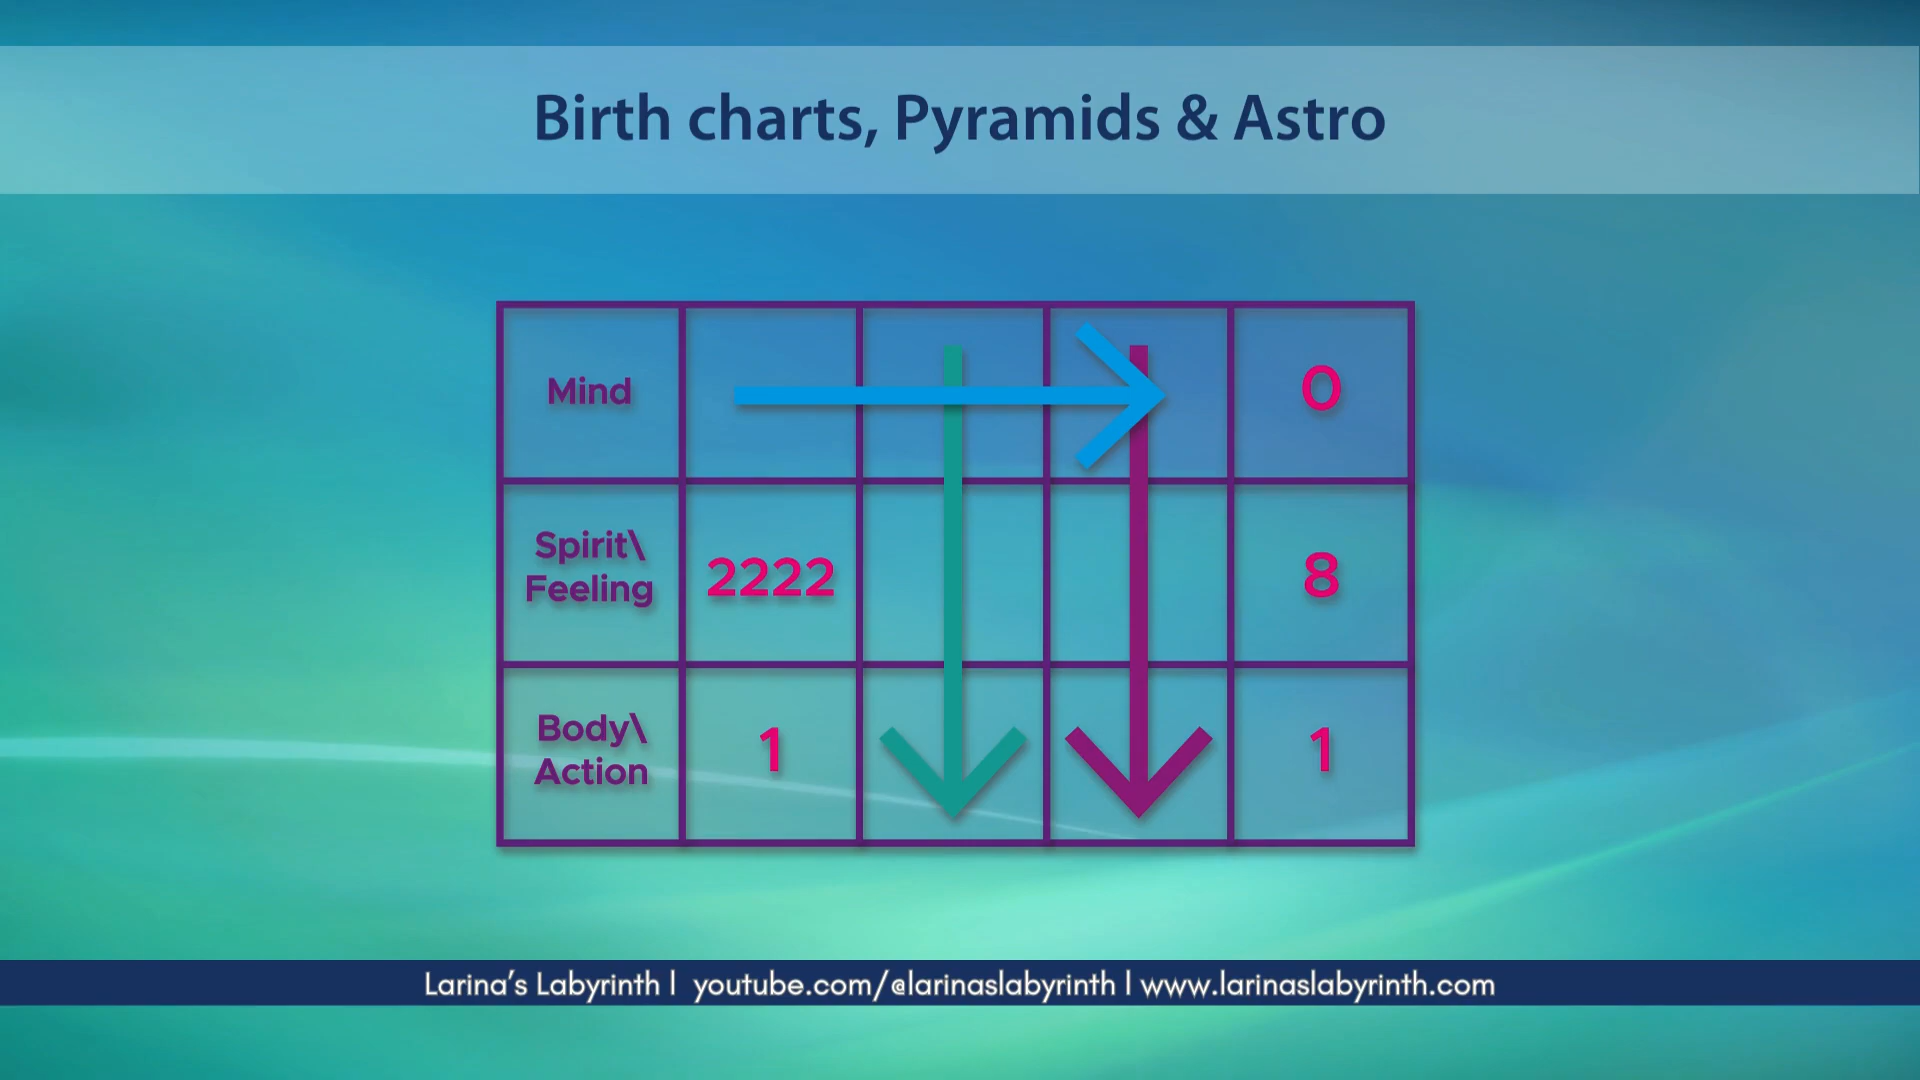 Birth charts, Pyramids & Astro
Mind
0
Spirit\
Feeling
2222
8
Body\
Action
1
1
Larina’s Labyrinth | youtube.com/@larinaslabyrinth | www.larinaslabyrinth.com